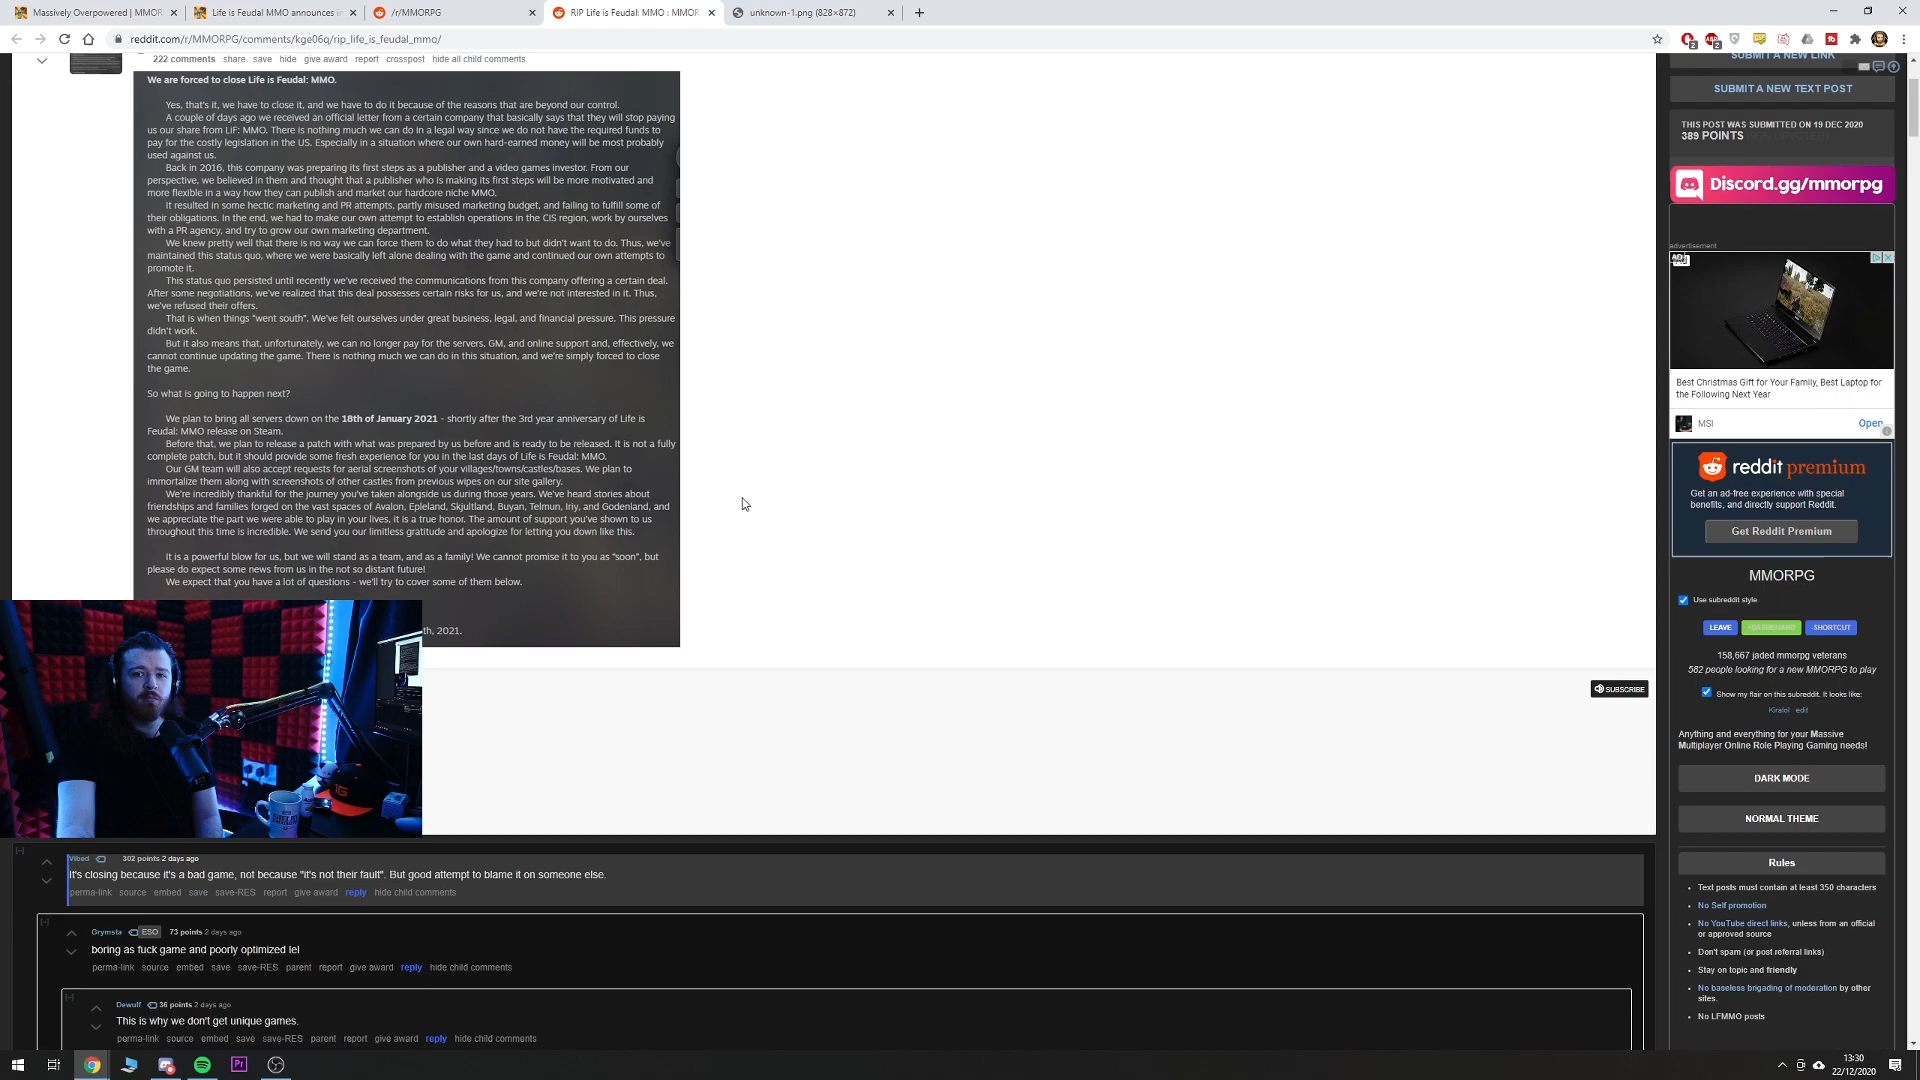 Massively Overpowered | MMOR
Life is Feudal MMO announces i
/r/MMORPG
RIP Life is Feudal: MMO : MMOR
unknown-1.png (828×872)
reddit.com/r/MMORPG/comments/kge06q/rip_life_is_feudal_mmo/
222 comments share save hide give award report crosspost hide all child comments
We are forced to close Life is Feudal: MMO.
Yes, that's it, we have to close it, and we have to do it because of the reasons that are beyond our control.
A couple of days ago we received an official letter from a certain company that basically says that they will stop paying
us our share from LiF: MMO. There is nothing much we can do in a legal way since we do not have the required funds to
pay for the costly legislation in the US. Especially in a situation where our own hard-earned money will be most probably
used against us.
Back in 2016, this company was preparing its first steps as a publisher and a video games investor. From our
perspective, we believed in them and thought that a publisher who is making its first steps will be more motivated and
more flexible in a way how they can publish and market our hardcore niche MMO.
It resulted in some hectic marketing and PR attempts, partly misused marketing budget, and failing to fulfill some of
their obligations. In the end, we had to make our own attempt to establish operations in the CIS region, work by ourselves
with a PR agency, and try to grow our own marketing department.
We knew pretty well that there is no way we can force them to do what they had to but didn't want to do. Thus, we've
maintained this status quo, where we were basically left alone dealing with the game and continued our own attempts to
promote it.
This status quo persisted until recently we've received the communications from this company offering a certain deal.
After some negotiations, we've realized that this deal possesses certain risks for us, and we're not interested in it. Thus,
we've refused their offers.
That is when things "went south". We've felt ourselves under great business, legal, and financial pressure. This pressure
didn't work.
But it also means that, unfortunately, we can no longer pay for the servers, GM, and online support and, effectively, we
cannot continue updating the game. There is nothing much we can do in this situation, and we're simply forced to close
the game.
So what is going to happen next?
We plan to bring all servers down on the 18th of January 2021 - shortly after the 3rd year anniversary of Life is
Feudal: MMO release on Steam.
Before that, we plan to release a patch with what was prepared by us before and is ready to be released. It is not a fully
complete patch, but it should provide some fresh experience for you in the last days of Life is Feudal: MMO.
Our GM team will also accept requests for aerial screenshots of your villages/towns/castles/bases. We plan to
immortalize them along with screenshots of other castles from previous wipes on our site gallery.
We're incredibly thankful for the journey you've taken alongside us during those years. We've heard stories about
friendships and families forged on the vast spaces of Avalon, Epleland, Skjultland, Buyan, Telmun, Iriy, and Godenland, and
we appreciate the part we were able to play in your lives, it is a true honor. The amount of support you've shown to us
throughout this time is incredible. We send you our limitless gratitude and apologize for letting you down like this.
It is a powerful blow for us, but we will stand as a team, and as a family! We cannot promise it to you as "soon", but
please do expect some news from us in the not so distant future!
We expect that you have a lot of questions - we'll try to cover some of them below.
th, 2021.
Vibed 302 points 2 days ago
It's closing because it's a bad game, not because "it's not their fault". But good attempt to blame it on someone else.
perma-link source embed save save-RES report give award reply hide child comments
Grymsta ESO 73 points 2 days ago
boring as fuck game and poorly optimized lel
perma-link source embed save save-RES parent report give award reply hide child comments
Dewulf 36 points 2 days ago
This is why we don't get unique games.
perma-link source embed save save-RES parent report give award reply hide child comments
SUBMIT A NEW LINK
SUBMIT A NEW TEXT POST
THIS POST WAS SUBMITTED ON 19 DEC 2020
389 POINTS
Discord.gg/mmorpg
advertisement
AD
Best Christmas Gift for Your Family, Best Laptop for
the Following Next Year
MSI
Open
reddit premium
Get an ad-free experience with special
benefits, and directly support Reddit.
Get Reddit Premium
MMORPG
Use subreddit style
LEAVE +DASHBOARD -SHORTCUT
158,667 jaded mmorpg veterans
582 people looking for a new MMORPG to play
Show my flair on this subreddit. It looks like:
Kiralol edit
SUBSCRIBE
Anything and everything for your Massive
Multiplayer Online Role Playing Gaming needs!
DARK MODE
NORMAL THEME
Rules
Text posts must contain at least 350 characters
No Self promotion
No YouTube direct links, unless from an official
or approved source
Don't spam (or post referral links)
Stay on topic and friendly
No baseless brigading of moderation by other
sites.
No LFMMO posts
13:30
22/12/2020